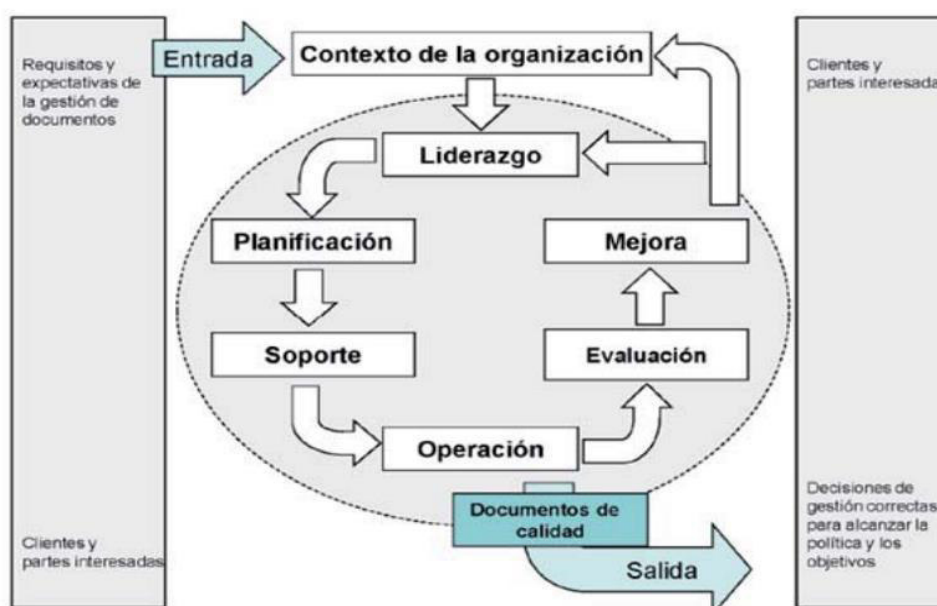 Requisitos y
expectativas de
la gestión de
documentos
Clientes y
partes interesadas
Entrada
Contexto de la organización
Liderazgo
Planificación
Soporte
Operación
Evaluación
Mejora
Documentos de
calidad
Salida
Clientes y
partes interesada
Decisiones de
gestión correctas
para alcanzar la
política y los
objetivos